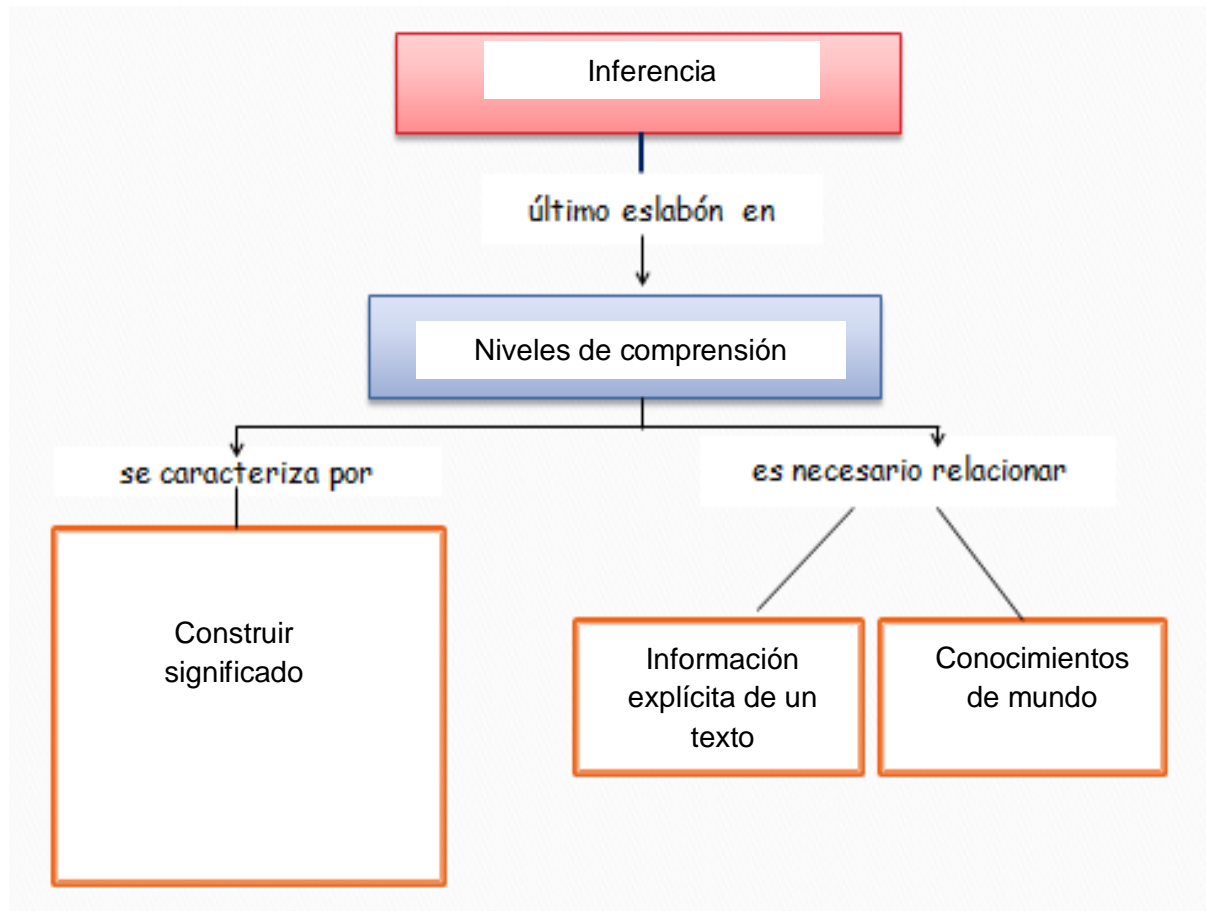 Inferencia
último eslabón en
Niveles de comprensión
se caracteriza por
es necesario relacionar
Construir
significado
Información
explícita de un
texto
Conocimientos
de mundo